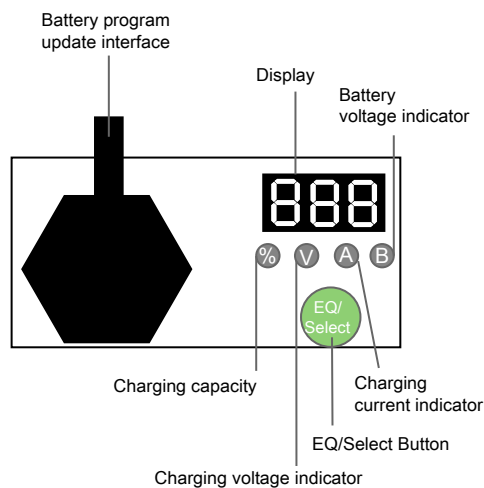 Battery program
update interface
Display
Battery
voltage indicator
888
% V A B
EQ/
Select
Charging capacity
Charging
current indicator
EQ/Select Button
Charging voltage indicator